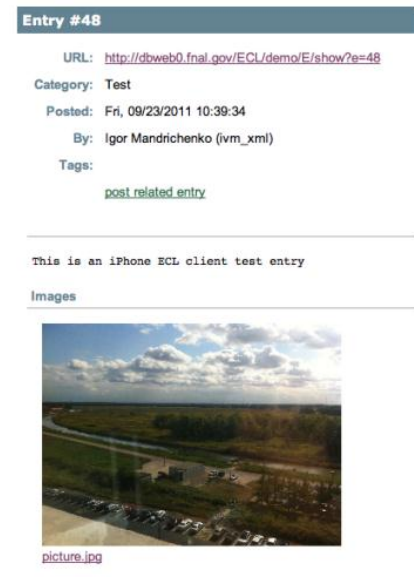 Entry #48
URL: http://dbweb0.fnal.gov/ECL/demo/E/show?e=48
Category: Test
Posted: Fri, 09/23/2011 10:39:34
By: Igor Mandrichenko (ivm_xml)
Tags:
post related entry
This is an iPhone ECL client test entry
Images
picture.jpg